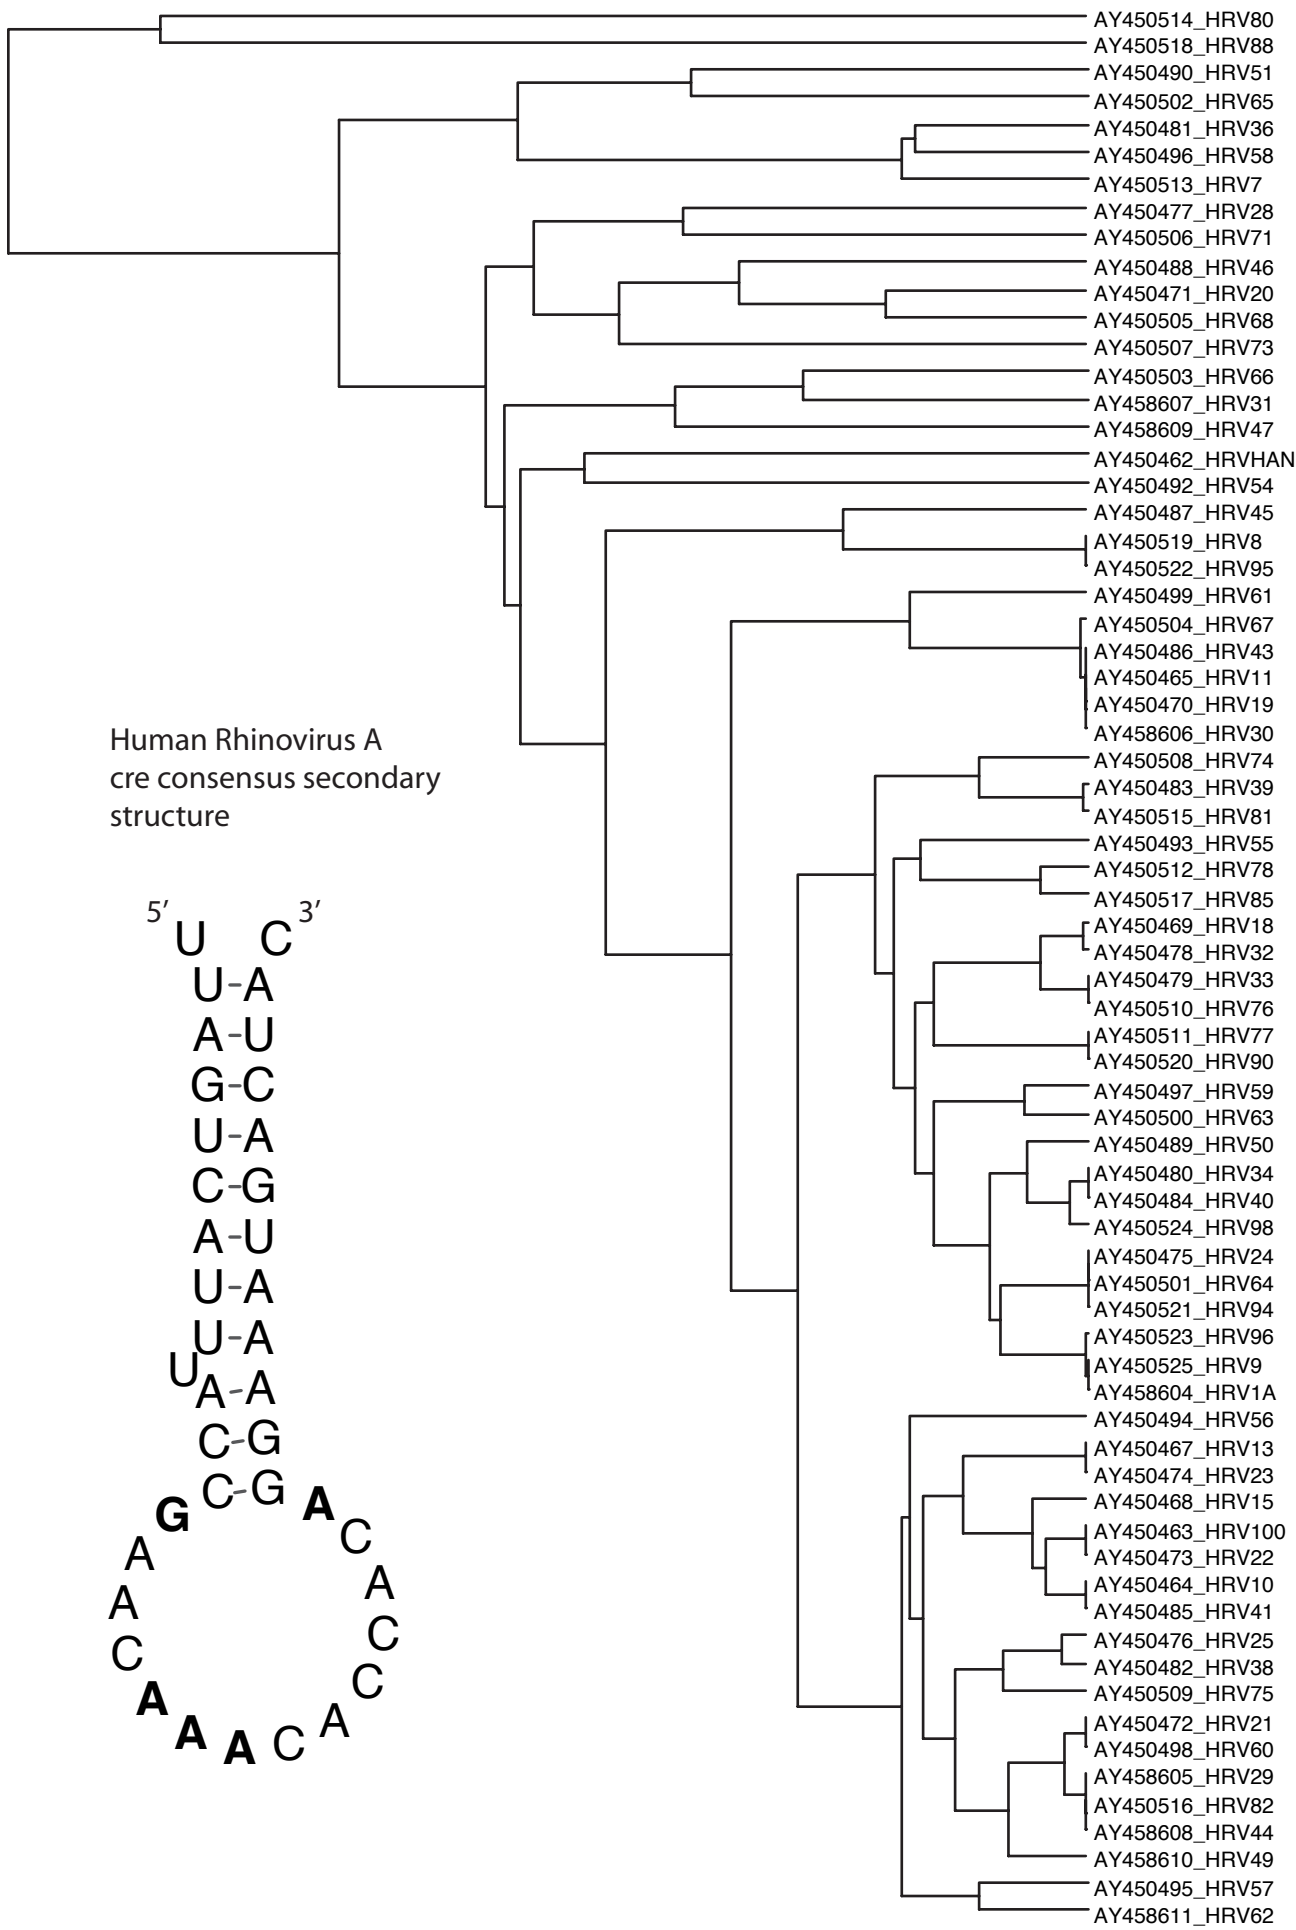 AY450514_HRV80
AY450518_HRV88
AY450490_HRV51
AY450502_HRV65
AY450481_HRV36
AY450496_HRV58
AY450513_HRV7
AY450477_HRV28
AY450506_HRV71
AY450488_HRV46
AY450471_HRV20
AY450505_HRV68
AY450507_HRV73
AY450503_HRV66
AY458607_HRV31
AY458609_HRV47
AY450462_HRVHAN
AY450492_HRV54
AY450487_HRV45
AY450519_HRV8
AY450522_HRV95
AY450499_HRV61
AY450504_HRV67
AY450486_HRV43
AY450465_HRV11
AY450470_HRV19
AY458606_HRV30
AY450508_HRV74
AY450483_HRV39
AY450515_HRV81
AY450493_HRV55
AY450512_HRV78
AY450517_HRV85
AY450469_HRV18
AY450478_HRV32
AY450479_HRV33
AY450510_HRV76
AY450511_HRV77
AY450520_HRV90
AY450497_HRV59
AY450500_HRV63
AY450489_HRV50
AY450480_HRV34
AY450484_HRV40
AY450524_HRV98
AY450475_HRV24
AY450501_HRV64
AY450521_HRV94
AY450523_HRV96
AY450525_HRV9
AY458604_HRV1A
AY450494_HRV56
AY450467_HRV13
AY450474_HRV23
AY450468_HRV15
AY450463_HRV100
AY450473_HRV22
AY450464_HRV10
AY450485_HRV41
AY450476_HRV25
AY450482_HRV38
AY450509_HRV75
AY450472_HRV21
AY450498_HRV60
AY458605_HRV29
AY450516_HRV82
AY458608_HRV44
AY458610_HRV49
AY450495_HRV57
AY458611_HRV62
Human Rhinovirus A
cre consensus secondary
structure
5′ U C 3′
U-A
A-U
G-C
U-A
C-G
A-U
U-A
U-A
U
A-A
C-G
C-G
G A
A C
A A
C C
A C
A A C A
A